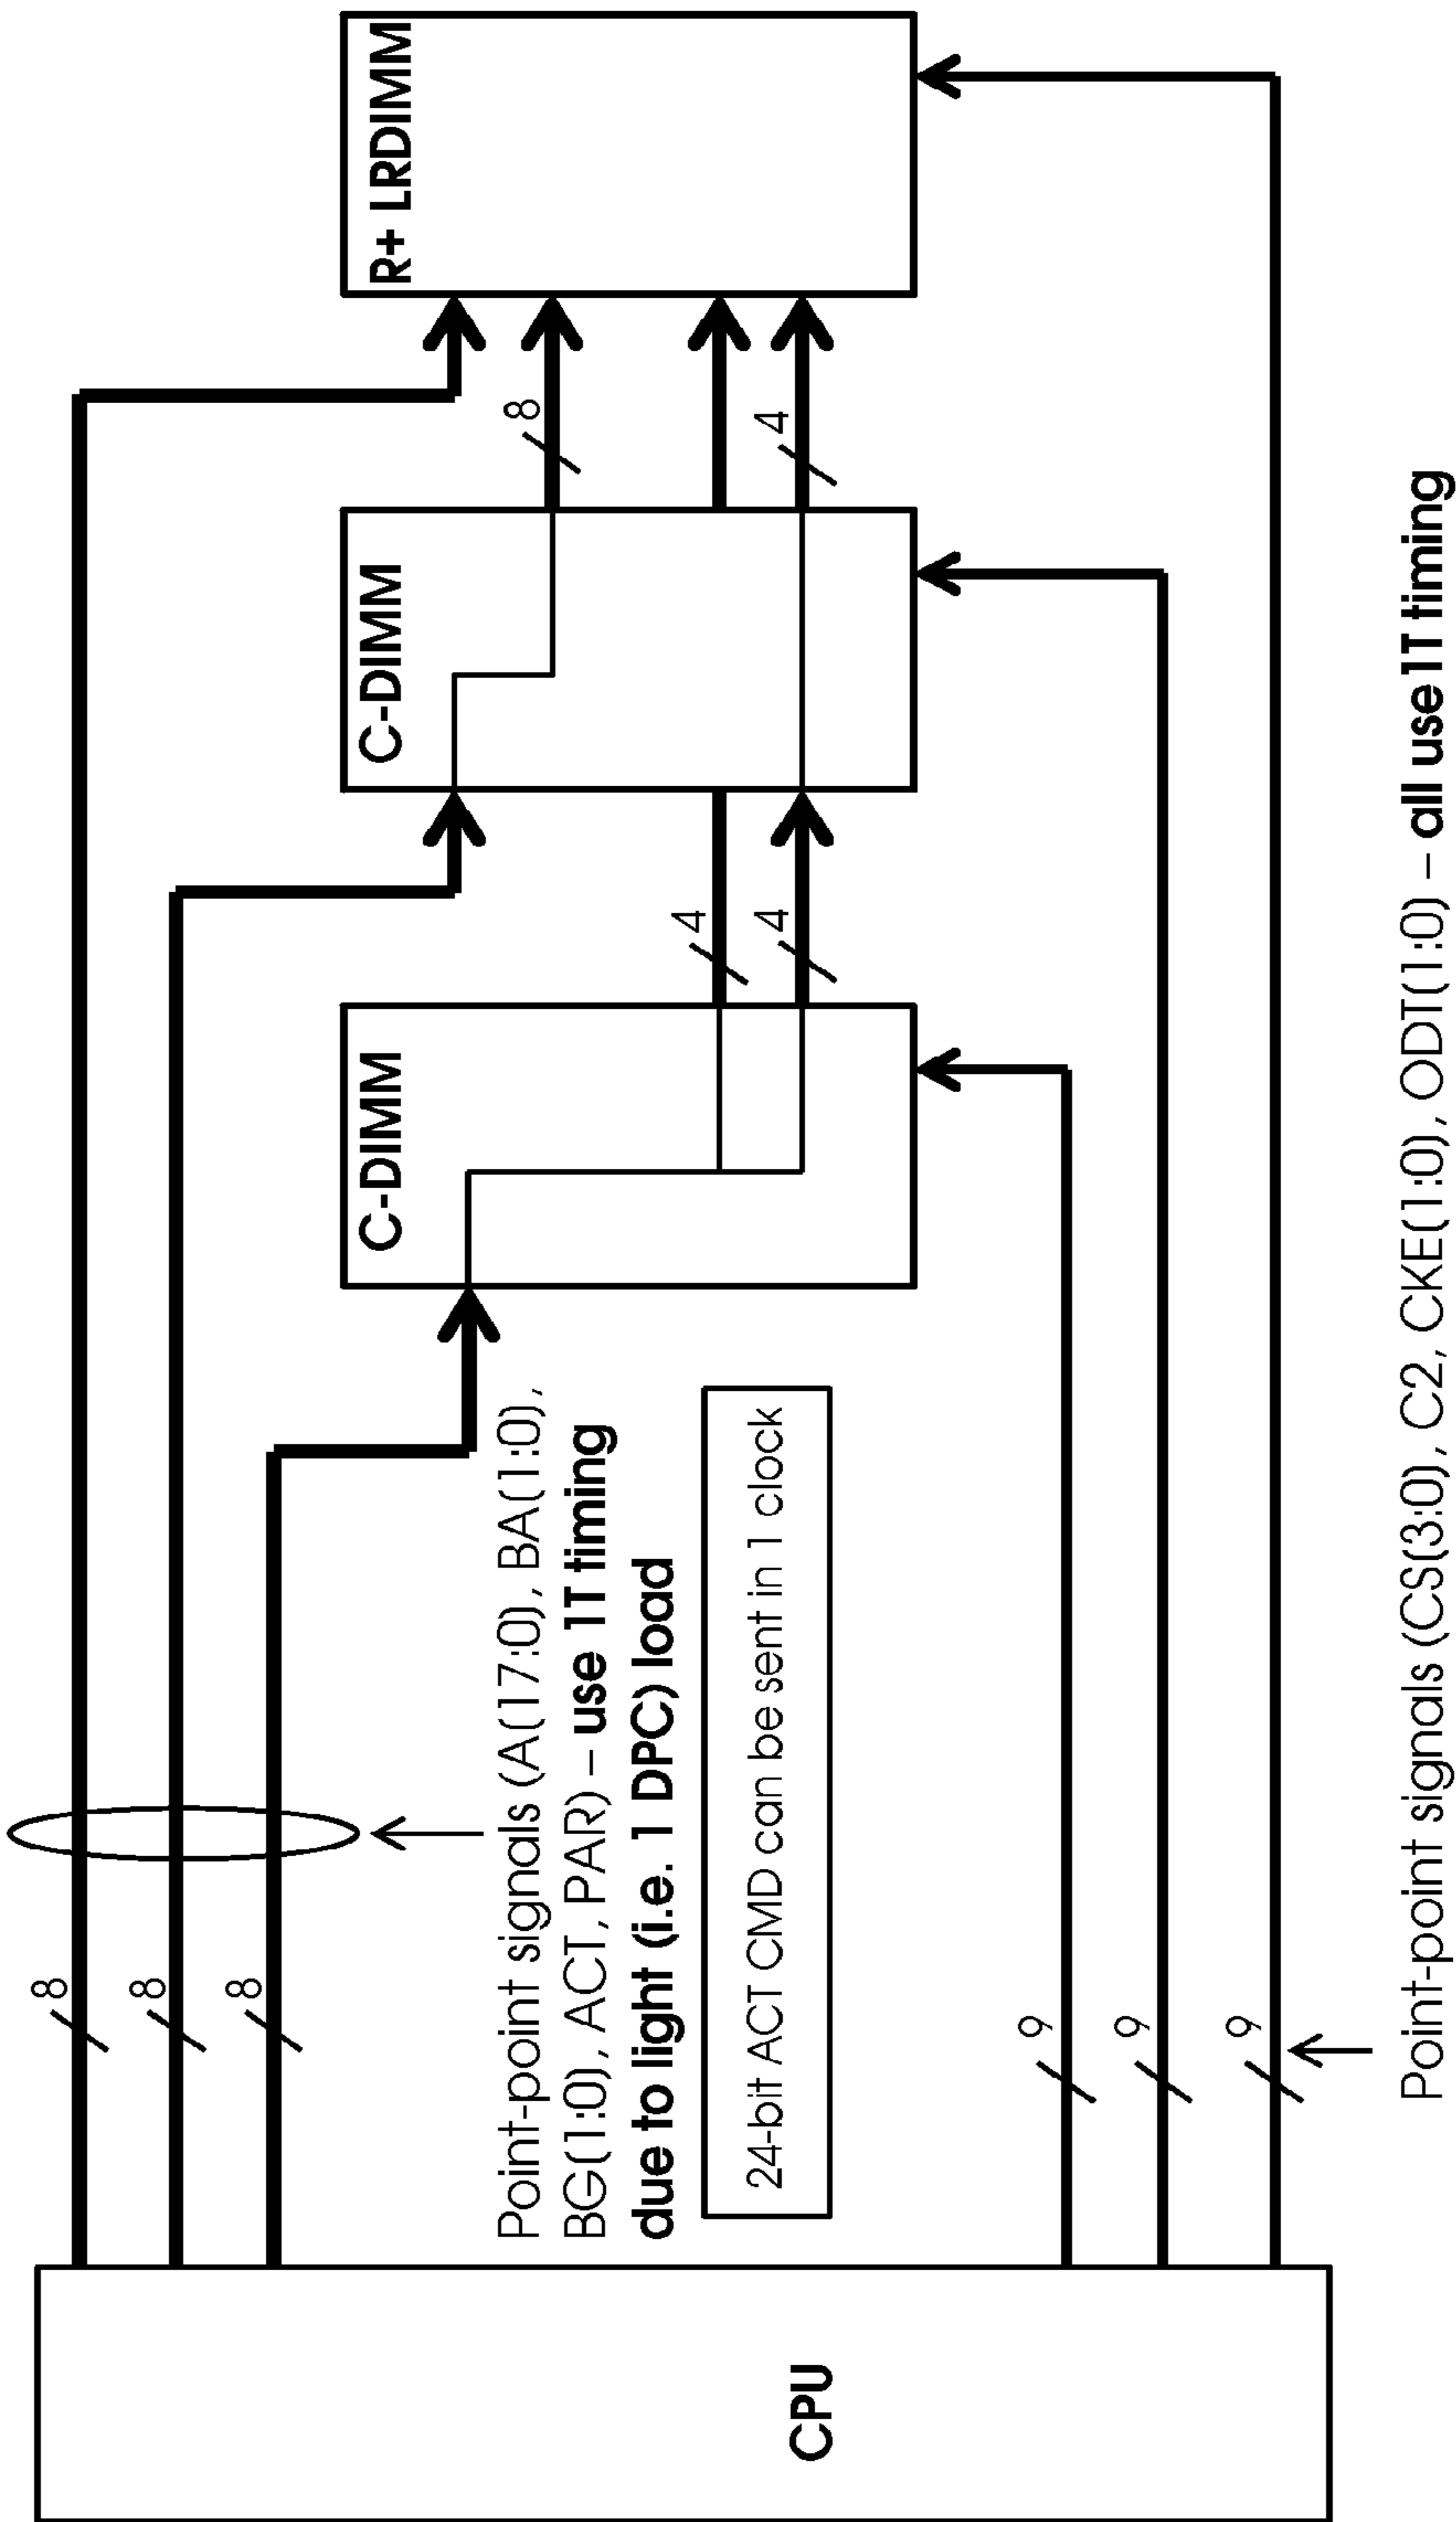 8
8
8
R+ LRDIMM
C-DIMM
C-DIMM
8
4
4
4
Point-point signals (A(17:0), BA(1:0),
BG(1:0), ACT, PAR) – use 1T timing
due to light (i.e. 1 DPC) load
24-bit ACT CMD can be sent in 1 clock
CPU
9
9
9
Point-point signals (CS(3:0), C2, CKE(1:0), ODT(1:0) – all use 1T timing